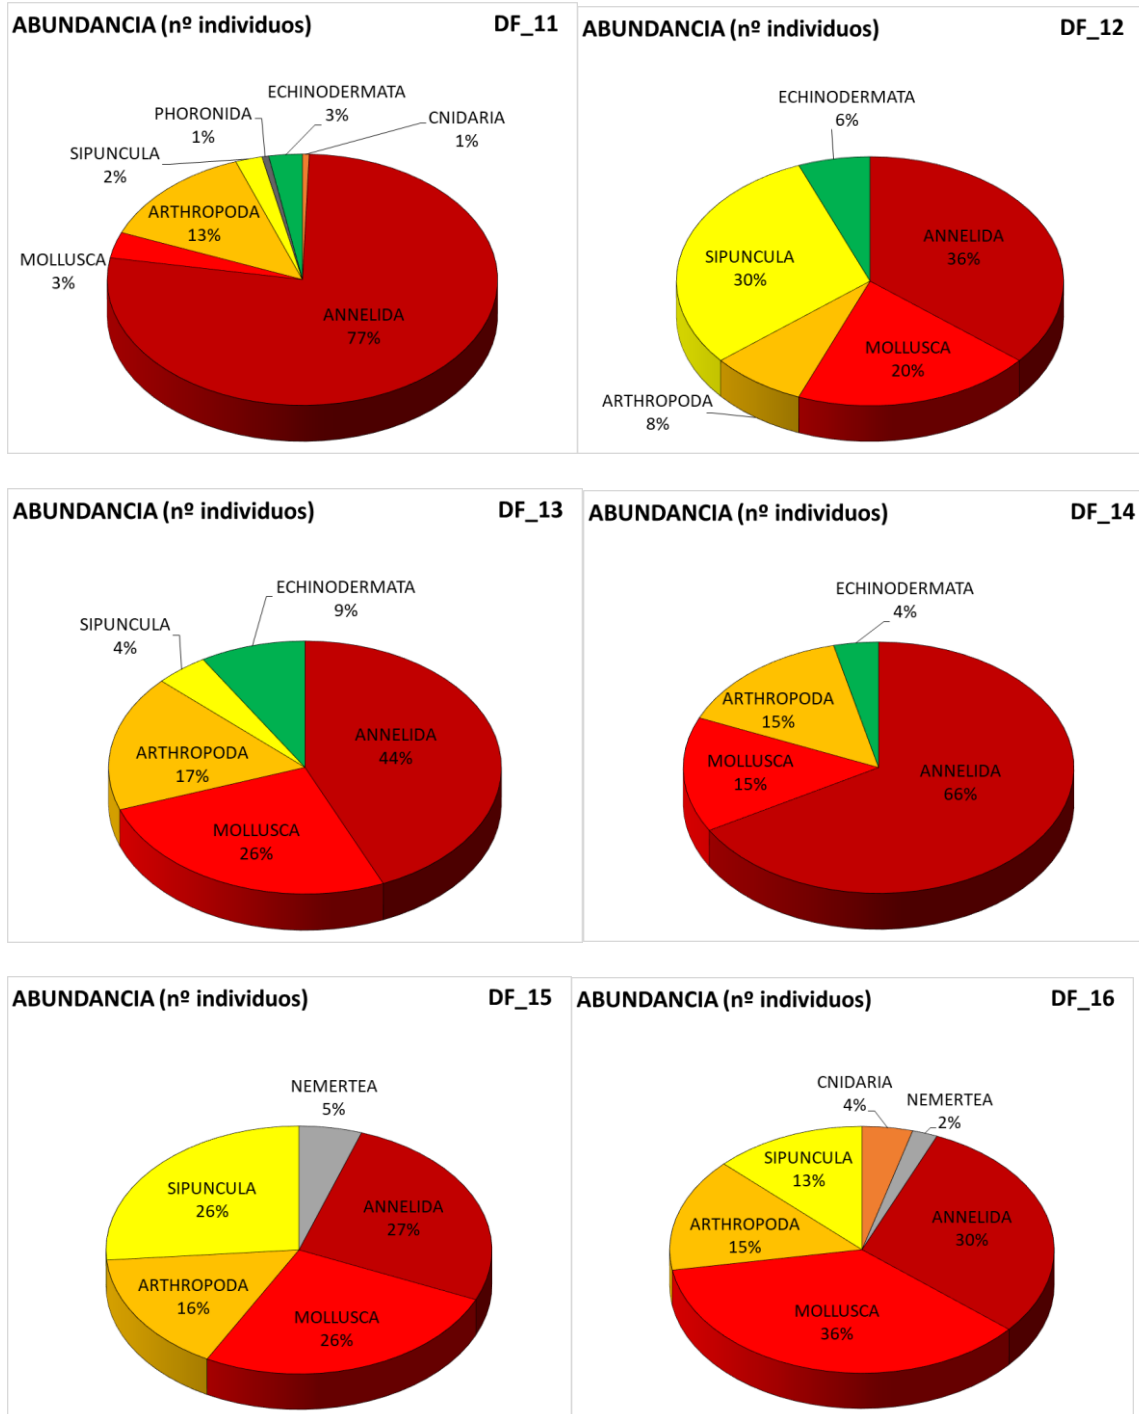 ABUNDANCIA (nº individuos) DF_11
ECHINODERMATA
3%
CNIDARIA
1%
PHORONIDA
1%
SIPUNCULA
2%
ARTHROPODA
13%
MOLLUSCA
3%
ANNELIDA
77%
ABUNDANCIA (nº individuos) DF_12
ECHINODERMATA
6%
ANNELIDA
36%
SIPUNCULA
30%
MOLLUSCA
20%
ARTHROPODA
8%
ABUNDANCIA (nº individuos) DF_13
ECHINODERMATA
9%
SIPUNCULA
4%
ANNELIDA
44%
ARTHROPODA
17%
MOLLUSCA
26%
ABUNDANCIA (nº individuos) DF_14
ECHINODERMATA
4%
ARTHROPODA
15%
MOLLUSCA
15%
ANNELIDA
66%
ABUNDANCIA (nº individuos) DF_15
NEMERTEA
5%
SIPUNCULA
26%
ANNELIDA
27%
ARTHROPODA
16%
MOLLUSCA
26%
ABUNDANCIA (nº individuos) DF_16
CNIDARIA
4%
NEMERTEA
2%
SIPUNCULA
13%
ANNELIDA
30%
ARTHROPODA
15%
MOLLUSCA
36%